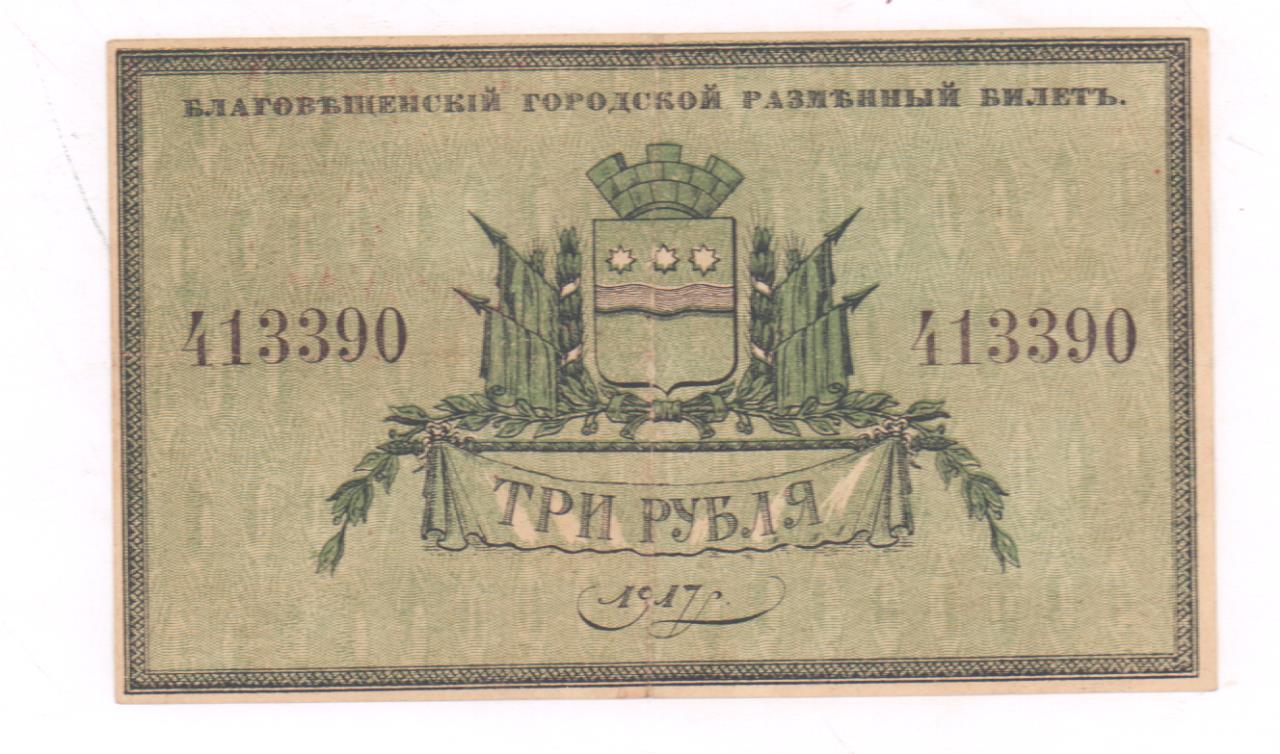 БЛАГОВѢЩЕНСКІЙ ГОРОДСКОЙ РАЗМѢННЫЙ БИЛЕТЪ.
413390 413390
ТРИ РУБЛЯ
1917 г.